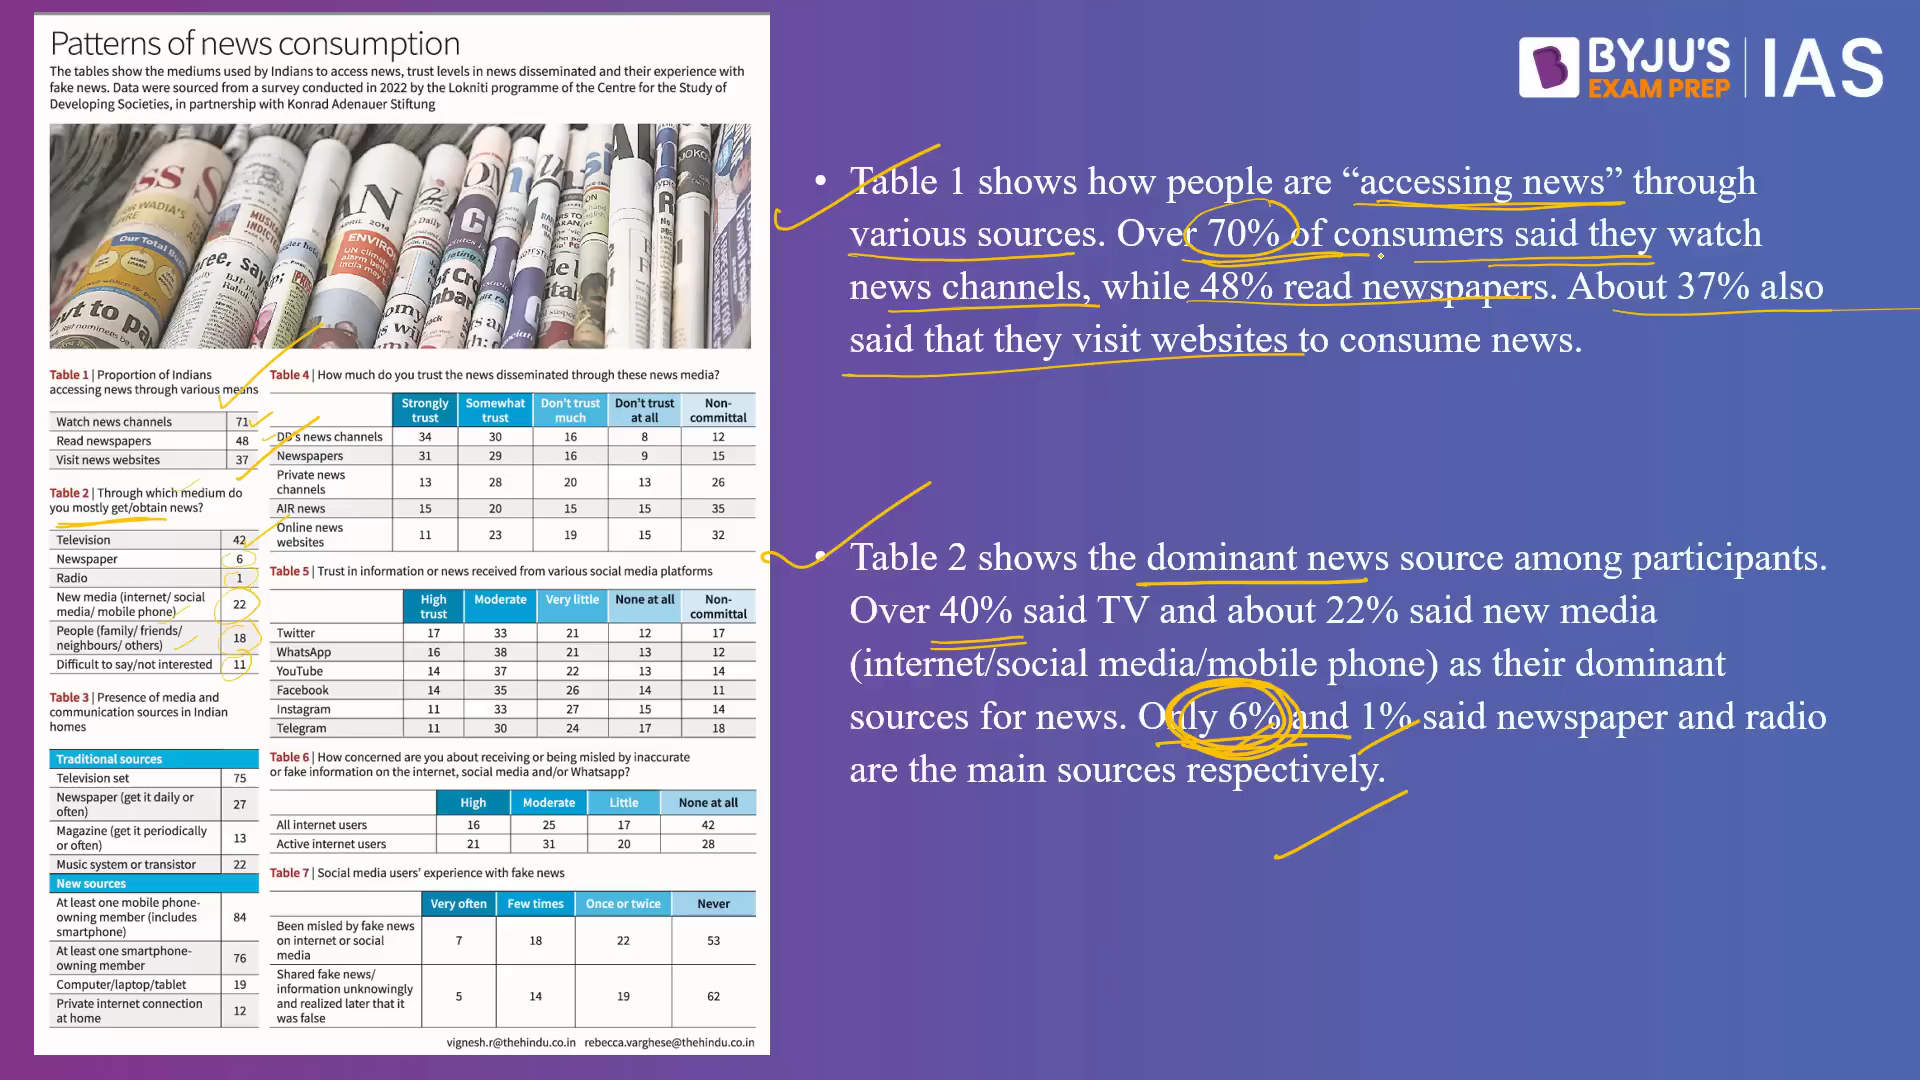 Patterns of news consumption
The tables show the mediums used by Indians to access news, trust levels in news disseminated and their experience with
fake news. Data were sourced from a survey conducted in 2022 by the Lokniti programme of the Centre for the Study of
Developing Societies, in partnership with Konrad Adenauer Stiftung
Table 1 | Proportion of Indians
accessing news through various means
Watch news channels 71
Read newspapers 48
Visit news websites 37
Table 2 | Through which medium do
you mostly get/obtain news?
Television 42
Newspaper 6
Radio 1
New media (internet/ social
media/ mobile phone) 22
People (family/ friends/
neighbours/ others) 18
Difficult to say/not interested 11
Table 3 | Presence of media and
communication sources in Indian
homes
Traditional sources
Television set 75
Newspaper (get it daily or
often) 27
Magazine (get it periodically
or often) 13
Music system or transistor 22
New sources
At least one mobile phone-
owning member (includes
smartphone) 84
At least one smartphone-
owning member 76
Computer/laptop/tablet 19
Private internet connection
at home 12
Table 4 | How much do you trust the news disseminated through these news media?
Strongly trust Somewhat trust Don't trust much Don't trust at all Non-committal
DD's news channels 34 30 16 8 12
Newspapers 31 29 16 9 15
Private news
channels 13 28 20 13 26
AIR news 15 20 15 15 35
Online news
websites 11 23 19 15 32
Table 5 | Trust in information or news received from various social media platforms
High trust Moderate Very little None at all Non-committal
Twitter 17 33 21 12 17
WhatsApp 16 38 21 13 12
YouTube 14 37 22 13 14
Facebook 14 35 26 14 11
Instagram 11 33 27 15 14
Telegram 11 30 24 17 18
Table 6 | How concerned are you about receiving or being misled by inaccurate
or fake information on the internet, social media and/or Whatsapp?
High Moderate Little None at all
All internet users 16 25 17 42
Active internet users 21 31 20 28
Table 7 | Social media users' experience with fake news
Very often Few times Once or twice Never
Been misled by fake news
on internet or social
media 7 18 22 53
Shared fake news/
information unknowingly
and realized later that it
was false 5 14 19 62
vignesh.r@thehindu.co.in rebecca.varghese@thehindu.co.in
BYJU'S
EXAM PREP
IAS
• Table 1 shows how people are “accessing news” through
various sources. Over 70% of consumers said they watch
news channels, while 48% read newspapers. About 37% also
said that they visit websites to consume news.
• Table 2 shows the dominant news source among participants.
Over 40% said TV and about 22% said new media
(internet/social media/mobile phone) as their dominant
sources for news. Only 6% and 1% said newspaper and radio
are the main sources respectively.